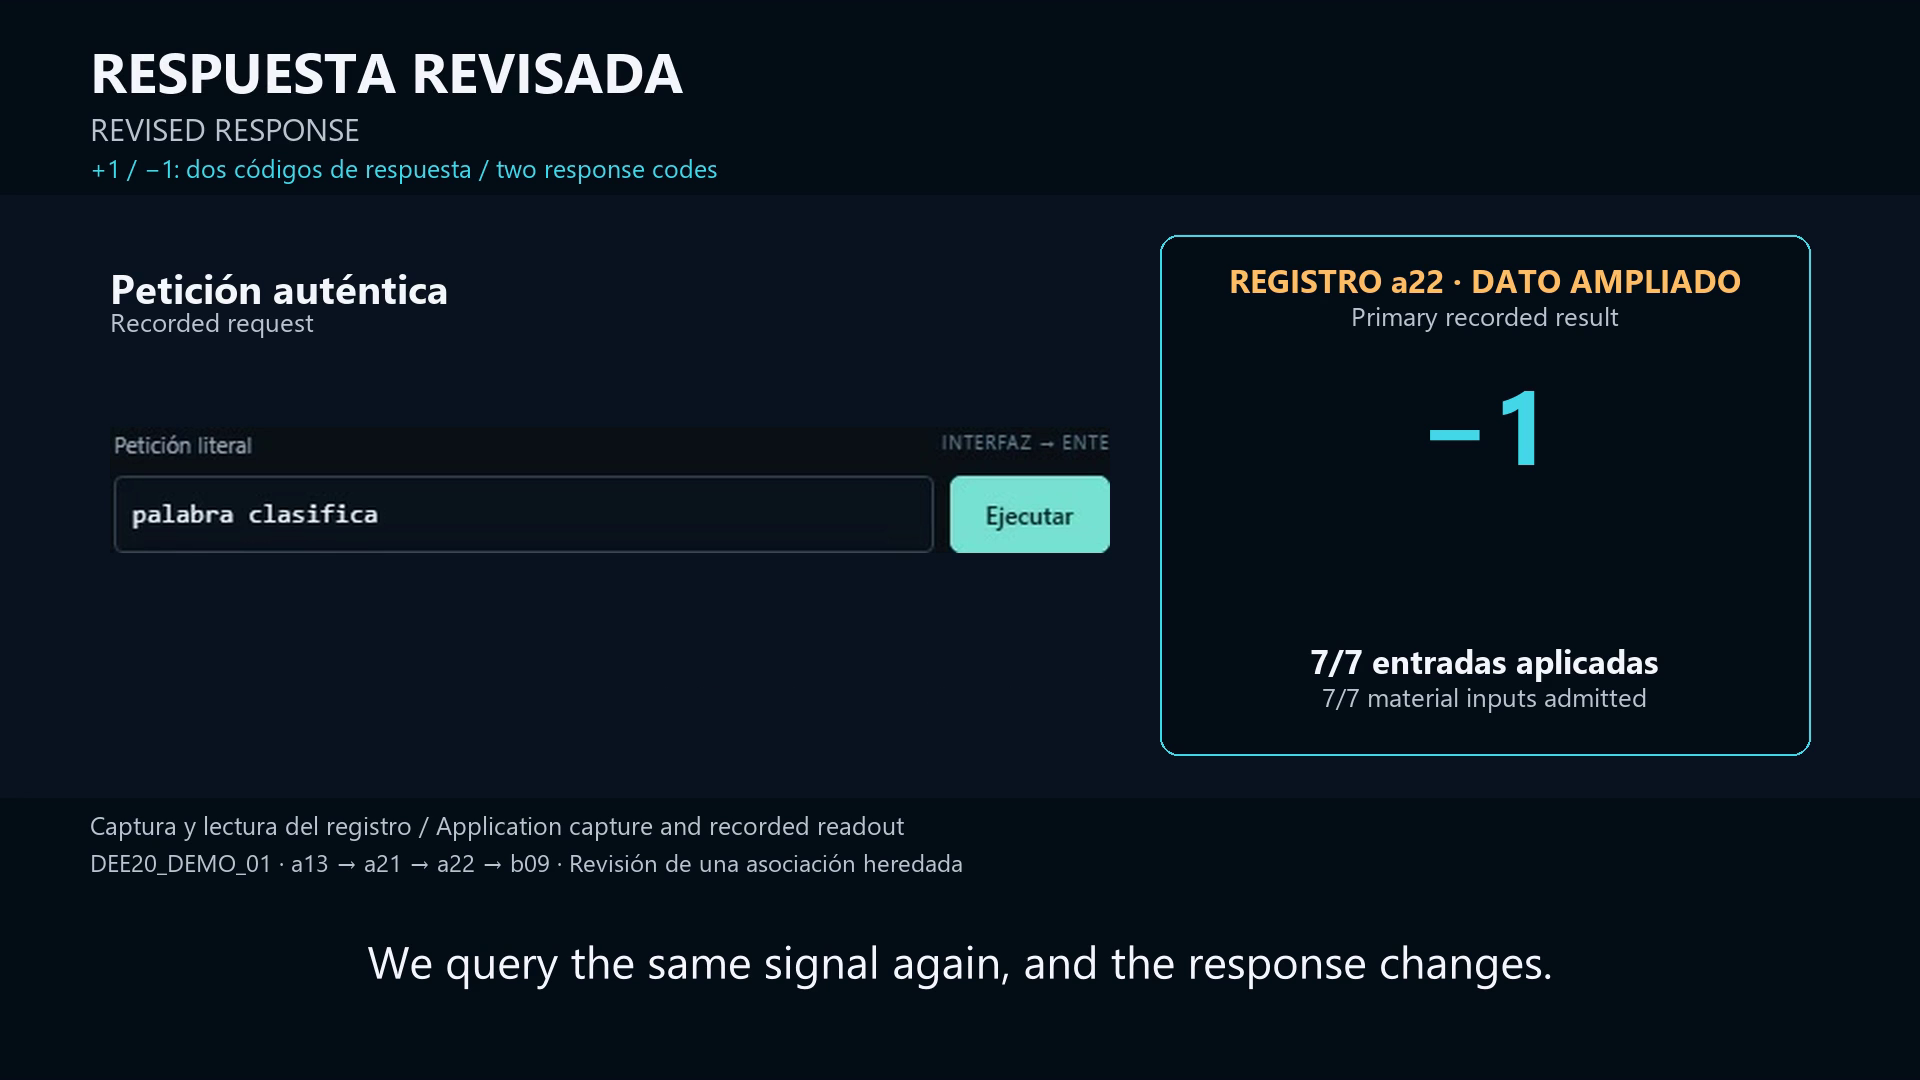 RESPUESTA REVISADA
REVISED RESPONSE
+1 / −1: dos códigos de respuesta / two response codes
Petición auténtica
Recorded request
Petición literal
INTERFAZ → ENTE
palabra clasifica
Ejecutar
REGISTRO a22 · DATO AMPLIADO
Primary recorded result
−1
7/7 entradas aplicadas
7/7 material inputs admitted
Captura y lectura del registro / Application capture and recorded readout
DEE20_DEMO_01 · a13 → a21 → a22 → b09 · Revisión de una asociación heredada
We query the same signal again, and the response changes.